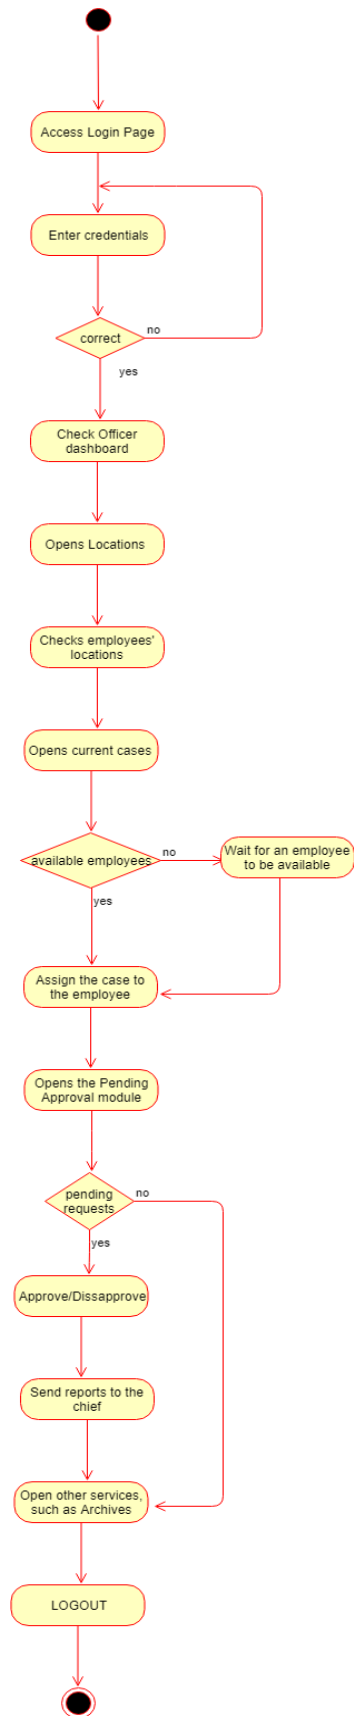 Access Login Page
Enter credentials
no
correct
yes
Check Officer
dashboard
Opens Locations
Checks employees'
locations
Opens current cases
available employees
no
Wait for an employee
to be available
yes
Assign the case to
the employee
Opens the Pending
Approval module
no
pending
requests
yes
Approve/Dissapprove
Send reports to the
chief
Open other services,
such as Archives
LOGOUT